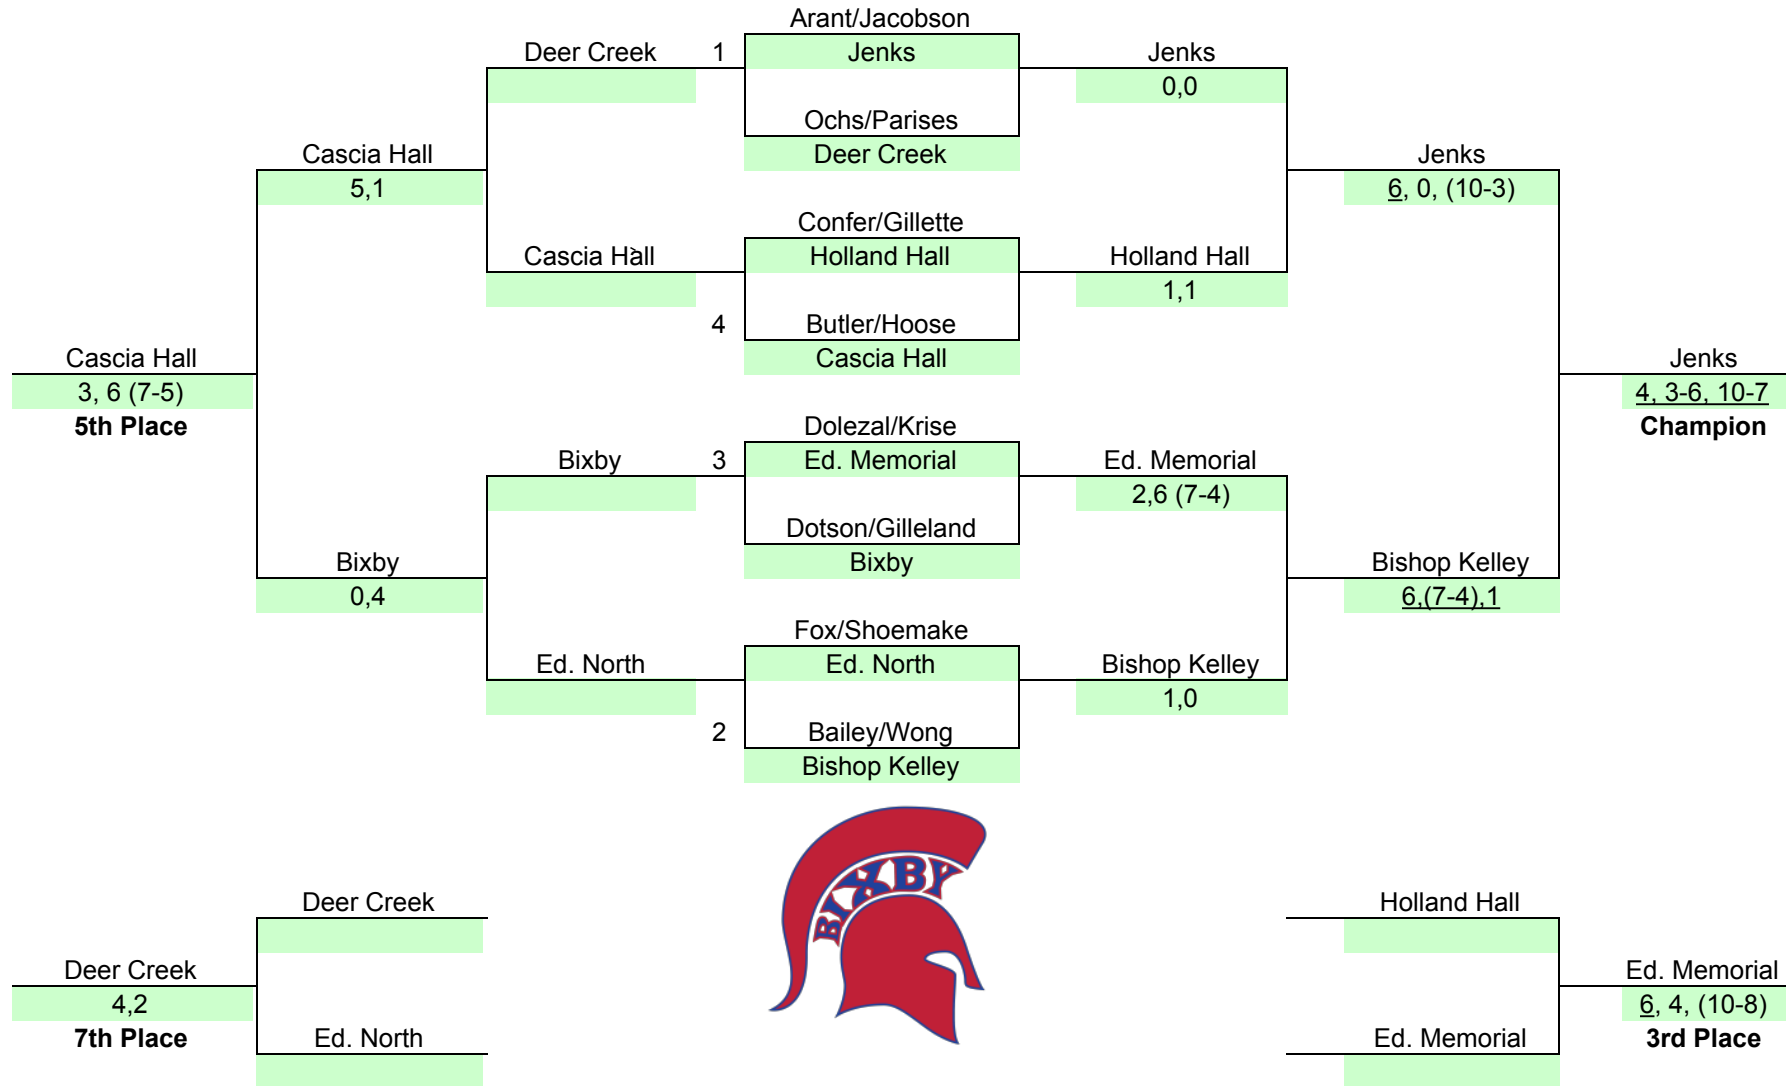 Arant/Jacobson
Deer Creek 1 Jenks Jenks
0,0
Ochs/Parises
Cascia Hall Deer Creek Jenks
5,1 6, 0, (10-3)
Confer/Gillette
Cascia Hàll Holland Hall Holland Hall
1,1
4 Butler/Hoose
Cascia Hall Cascia Hall Jenks
3, 6 (7-5) 4, 3-6, 10-7
5th Place Dolezal/Krise Champion
Bixby 3 Ed. Memorial Ed. Memorial
2,6 (7-4)
Dotson/Gilleland
Bixby Bixby Bishop Kelley
0,4 6,(7-4),1
Fox/Shoemake
Ed. North Ed. North Bishop Kelley
1,0
2 Bailey/Wong
Bishop Kelley
BIXBY
Deer Creek Holland Hall
Deer Creek Ed. Memorial
4,2 6, 4, (10-8)
7th Place Ed. North Ed. Memorial 3rd Place